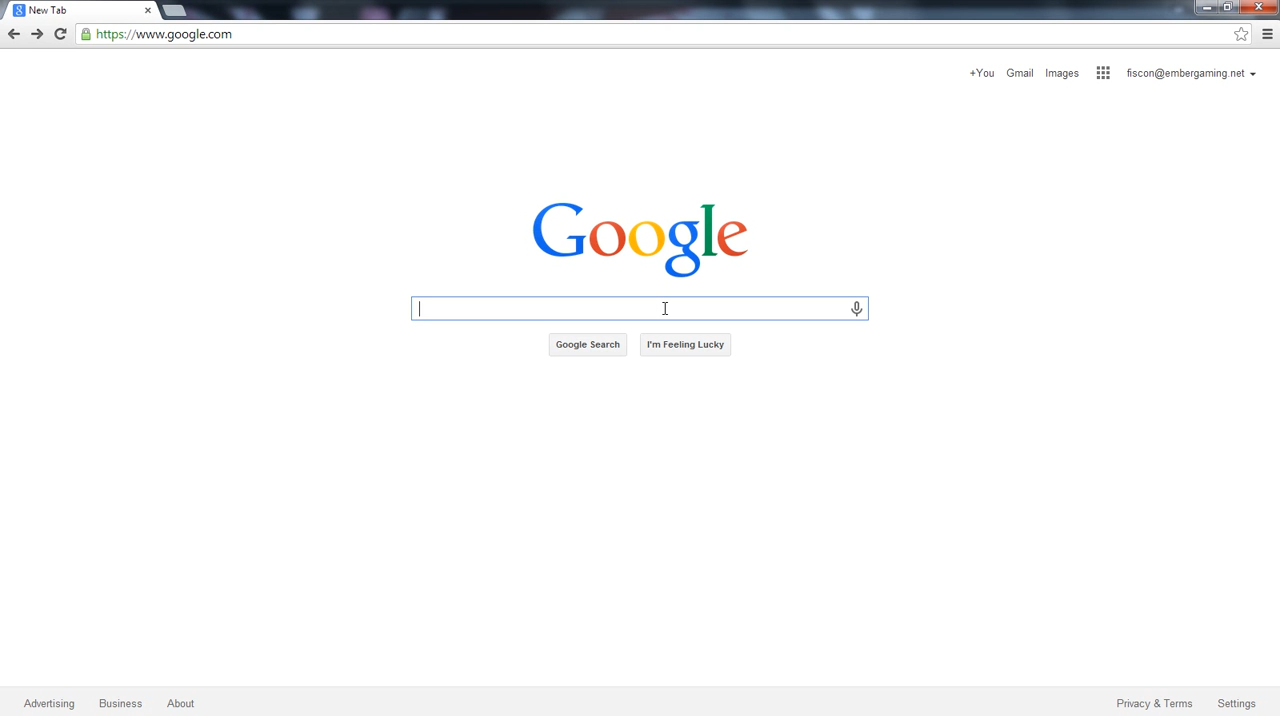 New Tab
https://www.google.com
+You Gmail Images fiscon@embergaming.net
Google
Google Search I'm Feeling Lucky
Advertising Business About Privacy & Terms Settings